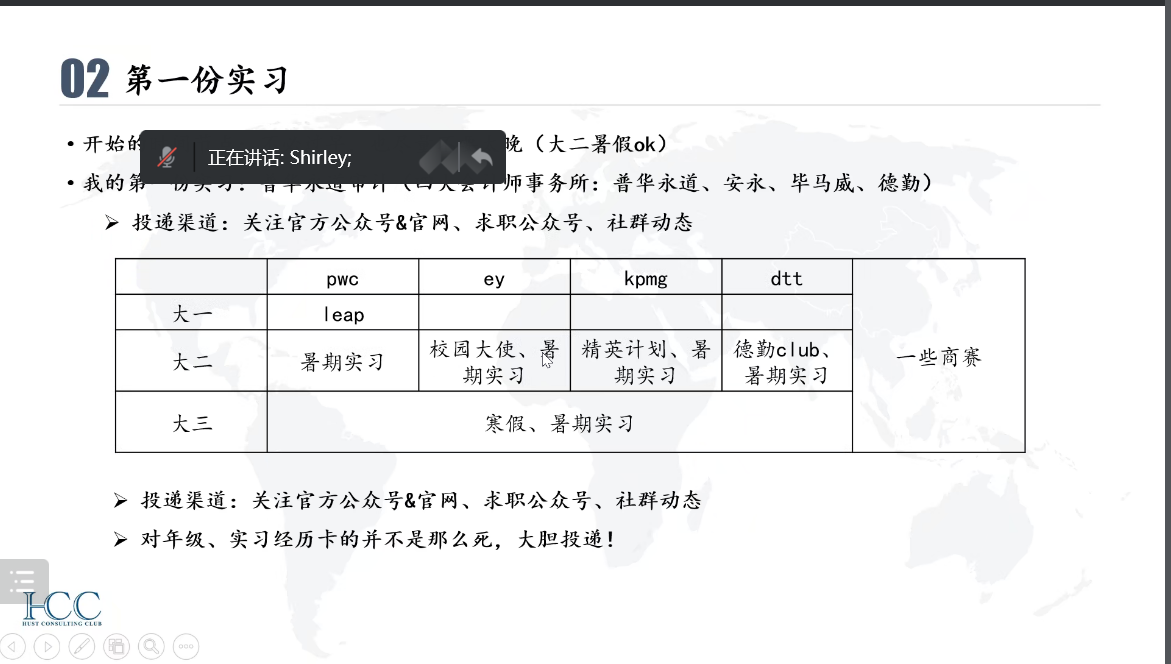 02 第一份实习
• 开始的 晚（大二暑假ok）
正在讲话: Shirley;
• 我的第一份实习：普华永道审计（四大会计师事务所：普华永道、安永、毕马威、德勤）
➢ 投递渠道：关注官方公众号&官网、求职公众号、社群动态
pwc ey kpmg dtt
大一 leap
大二 暑期实习 校园大使、暑期实习 精英计划、暑期实习 德勤club、暑期实习 一些商赛
大三 寒假、暑期实习
➢ 投递渠道：关注官方公众号&官网、求职公众号、社群动态
➢ 对年级、实习经历卡的并不是那么死，大胆投递！
HCC
HUST CONSULTING CLUB